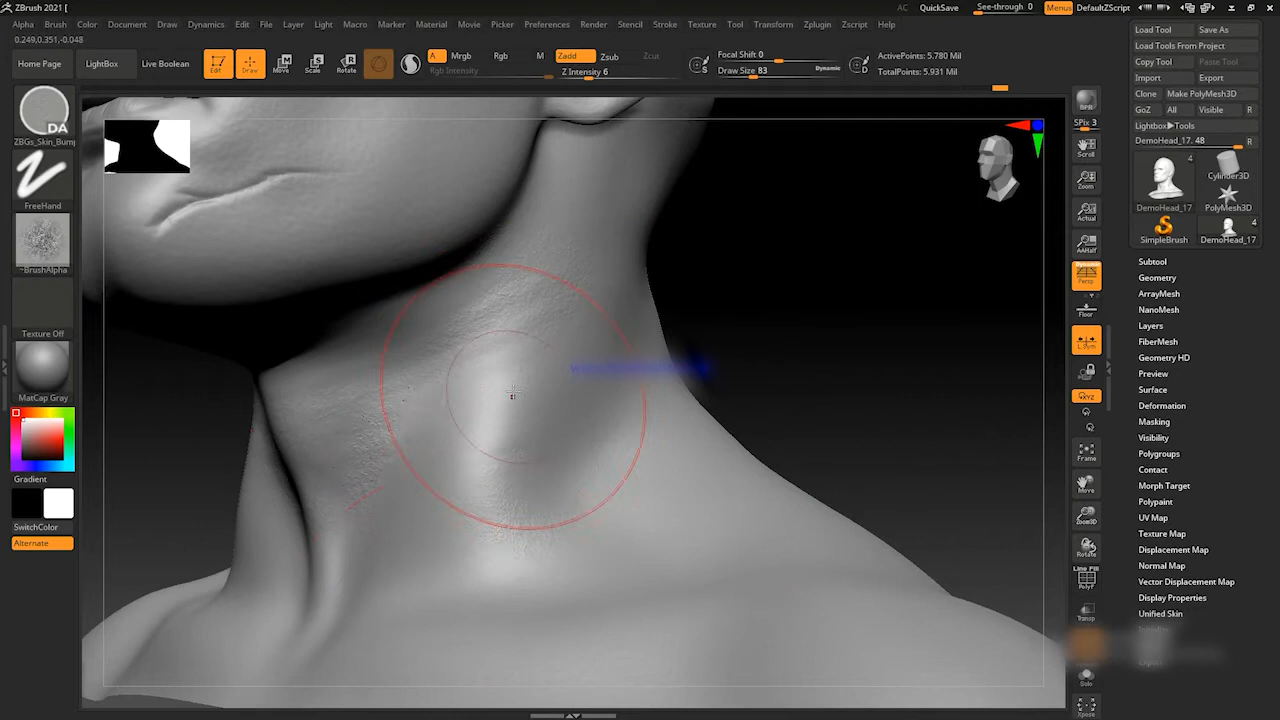 ZBrush 2021 [
AC
QuickSave
See-through 0
Menus
DefaultZScript
Alpha Brush Color Document Draw Dynamics Edit File Layer Light Macro Marker Material Movie Picker Preferences Render Stencil Stroke Texture Tool Transform Zplugin Zscript Help
0.249,0.351,-0.048
Home Page
LightBox
Live Boolean
Edit
Draw
Move
Scale
Rotate
A
Mrgb
Rgb
M
Rgb Intensity
Zadd
Zsub
Zcut
Z Intensity 6
S
Focal Shift 0
Draw Size 83
Dynamic
D
ActivePoints: 5.780 Mil
TotalPoints: 5.931 Mil
DA
ZBGs_Skin_Bump
FreeHand
~BrushAlpha
Texture Off
MatCap Gray
Gradient
SwitchColor
Alternate
BPR
SPix 3
Scroll
Zoom
Actual
AAHalf
Dynamic
Persp
Floor
L.Sym
XYZ
Frame
Move
Zoom3D
Rotate
Line Fill
PolyF
Transp
Solo
Xpose
Load Tool
Save As
Load Tools From Project
Copy Tool
Paste Tool
Import
Export
Clone
Make PolyMesh3D
GoZ
All
Visible
R
Lightbox▶Tools
DemoHead_17. 48
R
4
DemoHead_17
Cylinder3D
PolyMesh3D
SimpleBrush
4
DemoHead_17
Subtool
Geometry
ArrayMesh
NanoMesh
Layers
FiberMesh
Geometry HD
Preview
Surface
Deformation
Masking
Visibility
Polygroups
Contact
Morph Target
Polypaint
UV Map
Texture Map
Displacement Map
Normal Map
Vector Displacement Map
Display Properties
Unified Skin